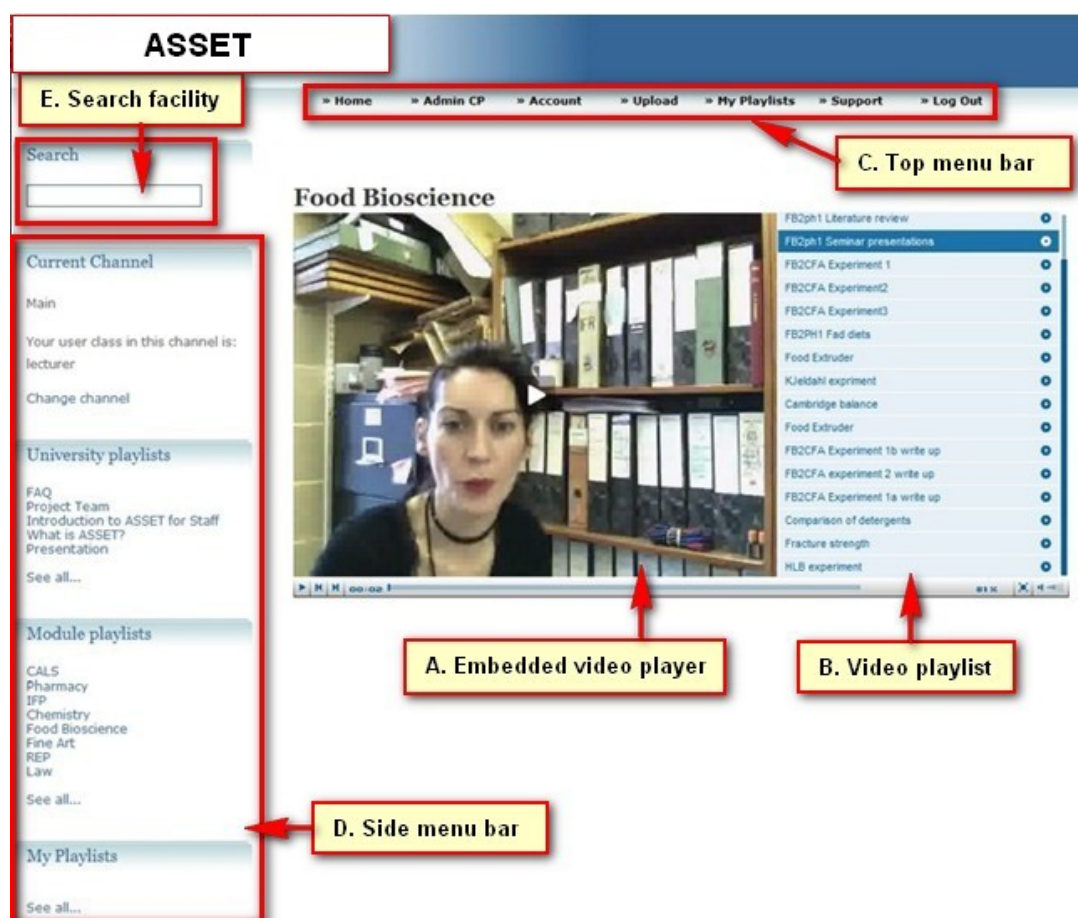 ASSET
E. Search facility
» Home » Admin CP » Account » Upload » My Playlists » Support » Log Out
C. Top menu bar
Search
Food Bioscience
Current Channel
Main
Your user class in this channel is:
lecturer
Change channel
University playlists
FAQ
Project Team
Introduction to ASSET for Staff
What is ASSET?
Presentation
See all...
Module playlists
CALS
Pharmacy
IFP
Chemistry
Food Bioscience
Fine Art
REP
Law
See all...
My Playlists
See all...
IFR
FB2ph1 Literature review
FB2ph1 Seminar presentations
FB2CFA Experiment 1
FB2CFA Experiment2
FB2CFA Experiment3
FB2PH1 Fad diets
Food Extruder
KJeldahl expriment
Cambridge balance
Food Extruder
FB2CFA Experiment 1b write up
FB2CFA experiment 2 write up
FB2CFA Experiment 1a write up
Comparison of detergents
Fracture strength
HLB experiment
00:02
81%
A. Embedded video player
B. Video playlist
D. Side menu bar